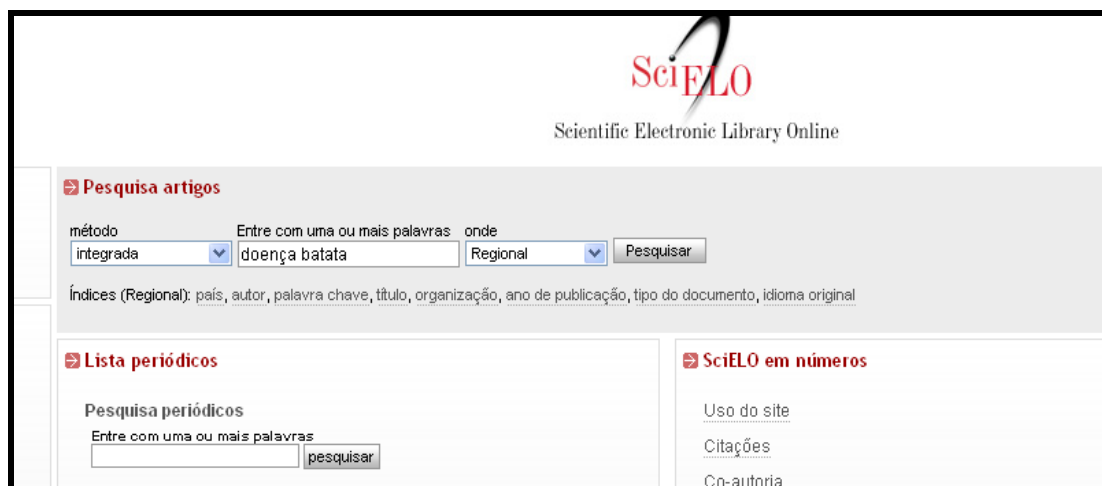 SciELO
Scientific Electronic Library Online
Pesquisa artigos
método Entre com uma ou mais palavras onde
integrada doença batata Regional Pesquisar
Índices (Regional): país, autor, palavra chave, título, organização, ano de publicação, tipo do documento, idioma original
Lista periódicos
Pesquisa periódicos
Entre com uma ou mais palavras
pesquisar
SciELO em números
Uso do site
Citações
Co-autoria